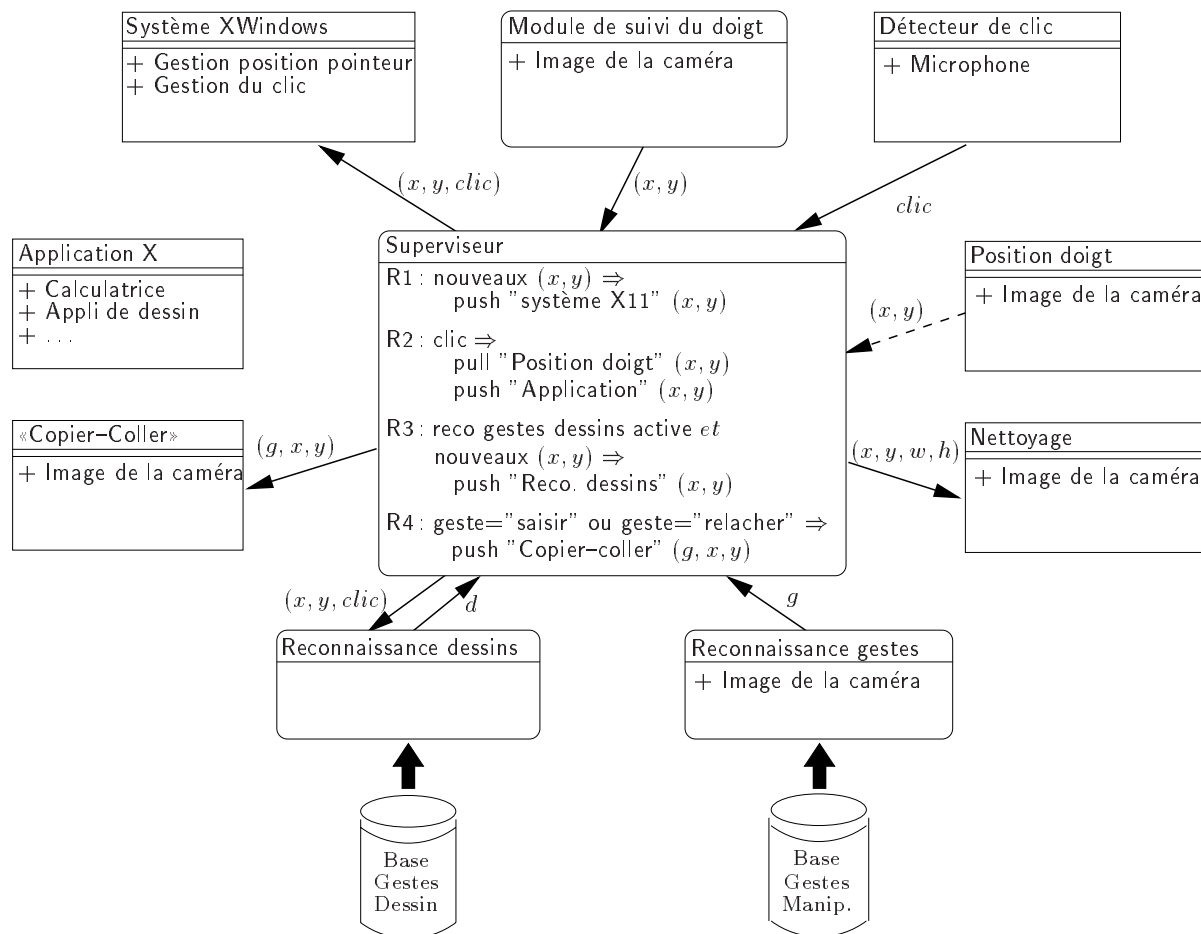 Système XWindows
+ Gestion position pointeur
+ Gestion du clic
Module de suivi du doigt
+ Image de la caméra
Détecteur de clic
+ Microphone
(x, y, clic)
(x, y)
clic
Application X
+ Calculatrice
+ Appli de dessin
+ ...
Superviseur
R1 : nouveaux (x, y) ⇒
push "système X11" (x, y)
R2 : clic ⇒
pull "Position doigt" (x, y)
push "Application" (x, y)
R3 : reco gestes dessins active et
nouveaux (x, y) ⇒
push "Reco. dessins" (x, y)
R4 : geste="saisir" ou geste="relacher" ⇒
push "Copier–coller" (g, x, y)
Position doigt
+ Image de la caméra
(x, y)
«Copier–Coller»
+ Image de la caméra
(g, x, y)
(x, y, w, h)
Nettoyage
+ Image de la caméra
(x, y, clic)
d
g
Reconnaissance dessins
Reconnaissance gestes
+ Image de la caméra
Base
Gestes
Dessin
Base
Gestes
Manip.